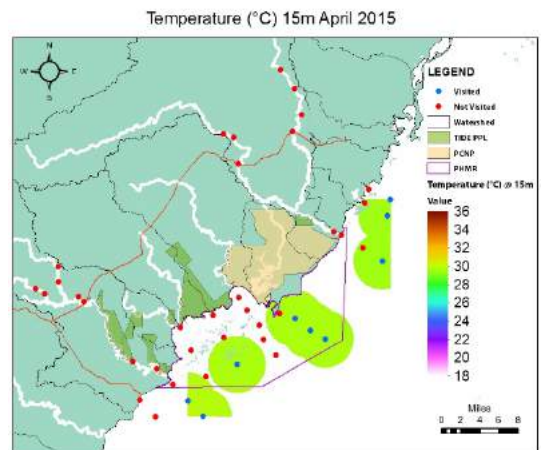 Temperature (°C) 15m April 2015
N
W E
S
LEGEND
Visited
Not Visited
Watershed
TIDE PPL
PCNP
PHMR
Temperature (°C) @ 15m
Value
36
34
32
30
28
26
24
22
20
18
Miles
0 1 2 4 6 8